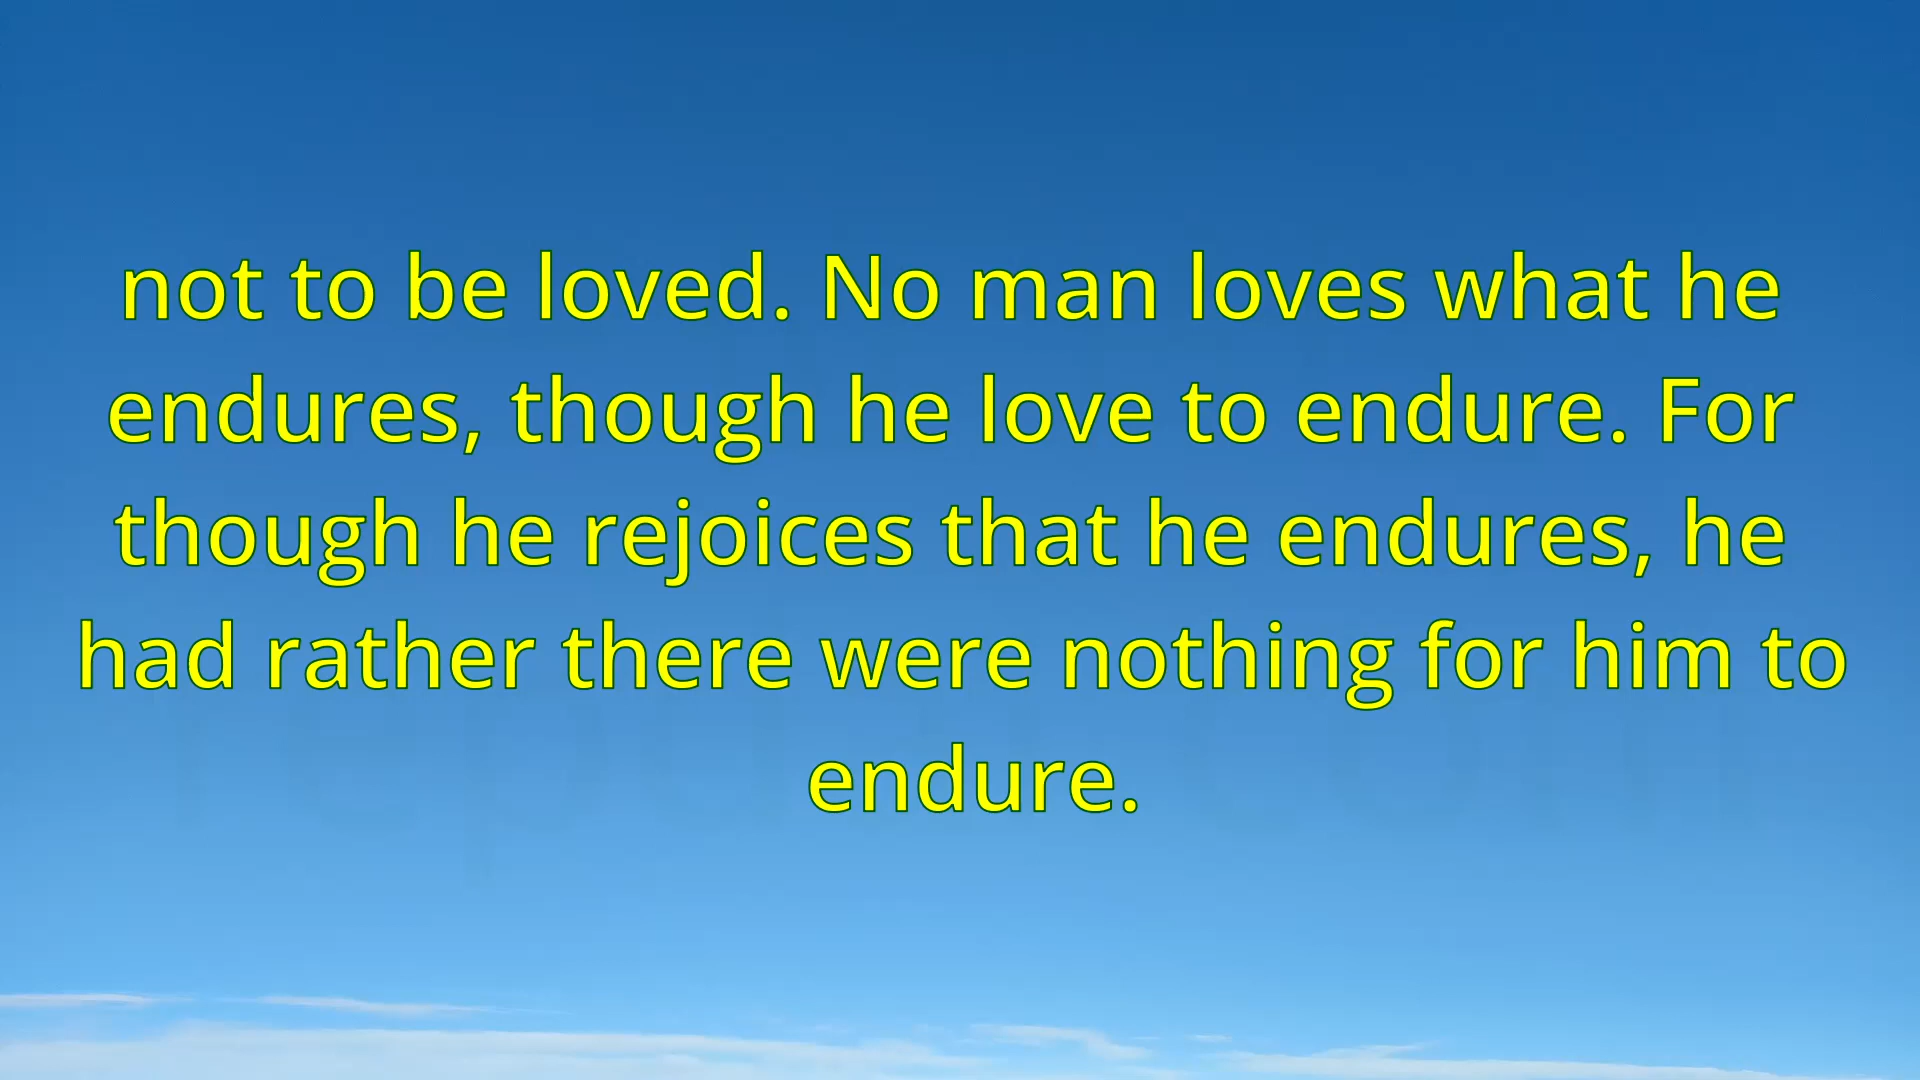 not to be loved. No man loves what he
endures, though he love to endure. For
though he rejoices that he endures, he
had rather there were nothing for him to
endure.